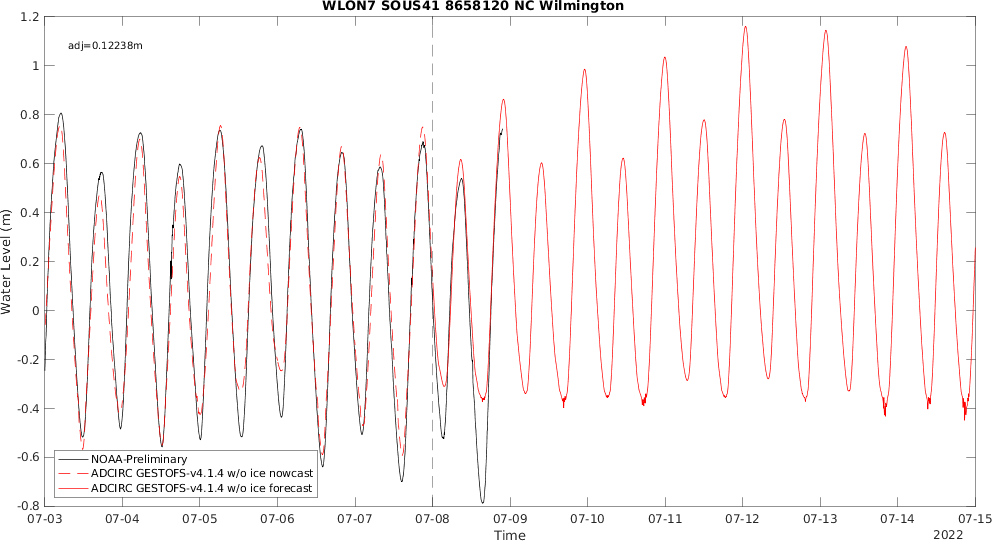 WLON7 SOUS41 8658120 NC Wilmington
adj=0.12238m
1.2
1
0.8
0.6
0.4
0.2
0
-0.2
-0.4
-0.6
-0.8
Water Level (m)
NOAA-Preliminary
ADCIRC GESTOFS-v4.1.4 w/o ice nowcast
ADCIRC GESTOFS-v4.1.4 w/o ice forecast
07-03 07-04 07-05 07-06 07-07 07-08 07-09 07-10 07-11 07-12 07-13 07-14 07-15
Time
2022